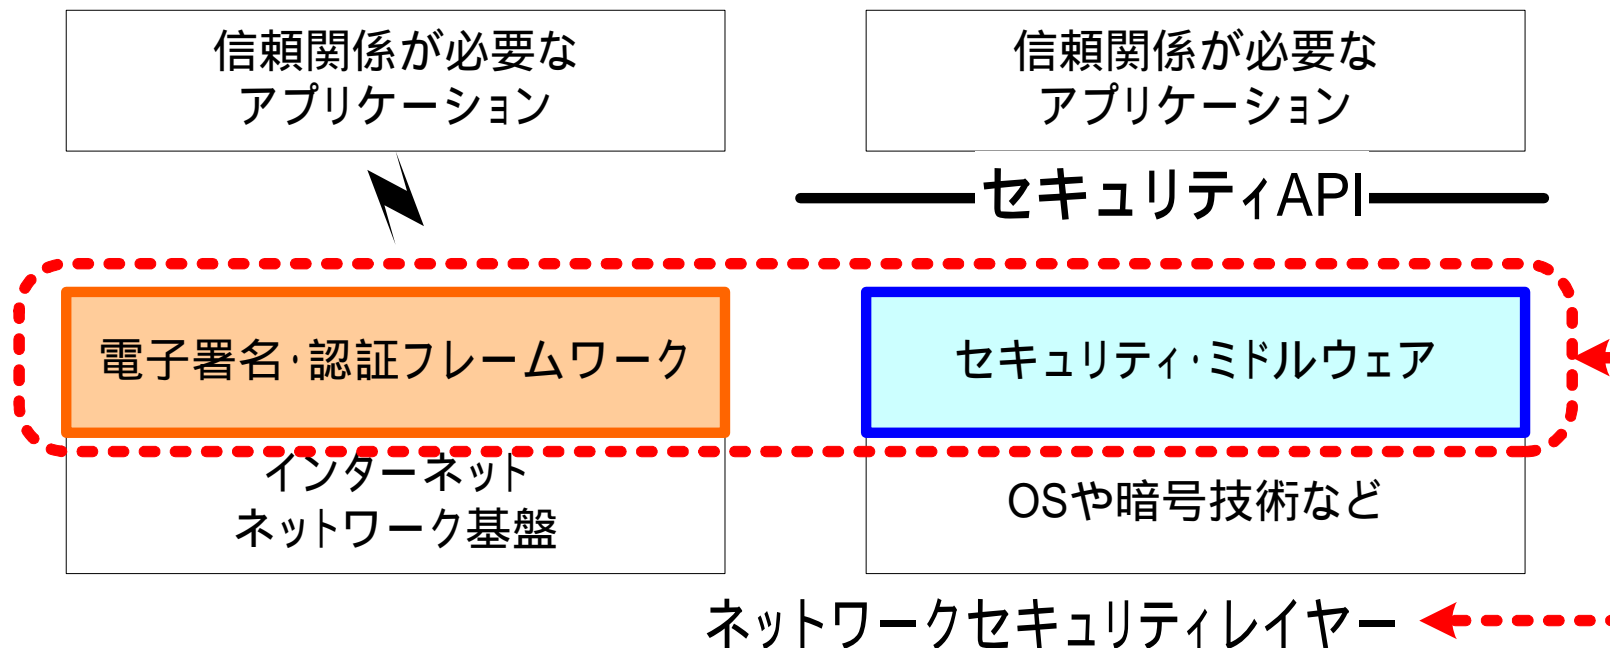 信頼関係が必要な
アプリケーション
信頼関係が必要な
アプリケーション
セキュリティAPI
電子署名・認証フレームワーク
セキュリティ・ミドルウェア
インターネット
ネットワーク基盤
OSや暗号技術など
ネットワークセキュリティレイヤー